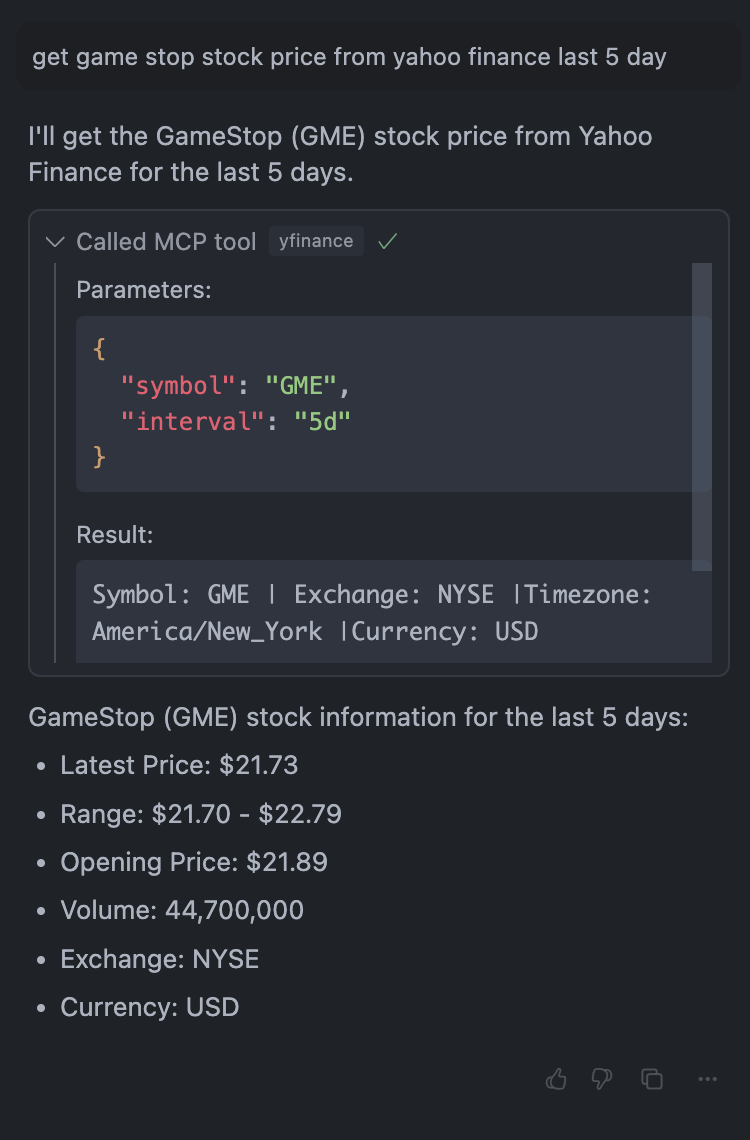 get game stop stock price from yahoo finance last 5 day
I'll get the GameStop (GME) stock price from Yahoo
Finance for the last 5 days.
Called MCP tool yfinance
Parameters:
{
"symbol": "GME",
"interval": "5d"
}
Result:
Symbol: GME | Exchange: NYSE |Timezone:
America/New_York |Currency: USD
GameStop (GME) stock information for the last 5 days:
• Latest Price: $21.73
• Range: $21.70 - $22.79
• Opening Price: $21.89
• Volume: 44,700,000
• Exchange: NYSE
• Currency: USD